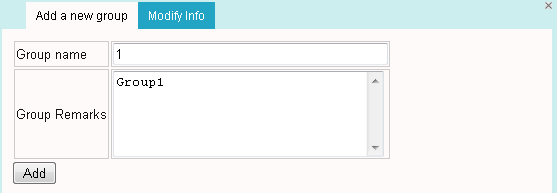 Add a new group Modify Info
Group name 1
Group Remarks Group1
Add